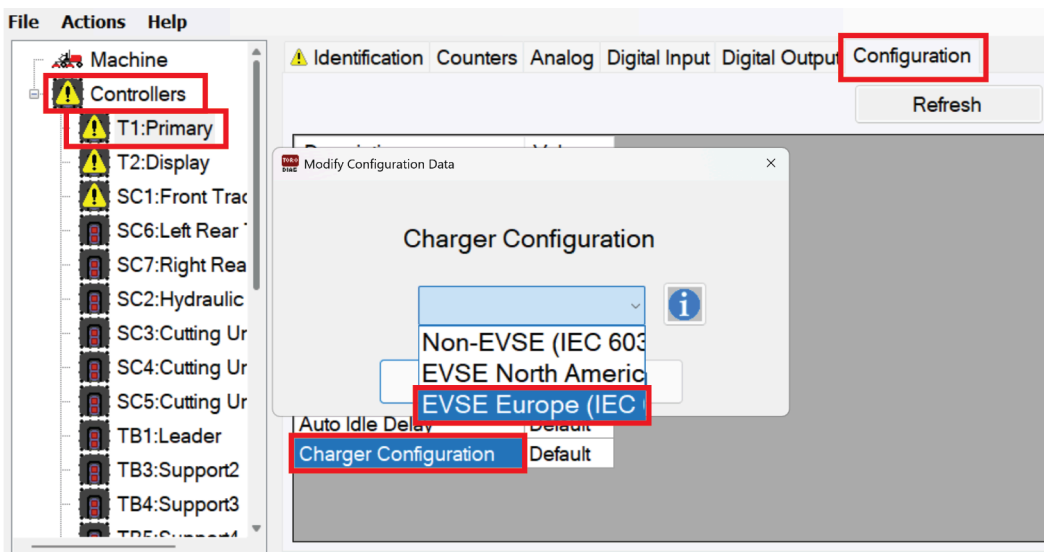 File Actions Help
Machine
Controllers
T1:Primary
T2:Display
SC1:Front Trac
SC6:Left Rear
SC7:Right Rea
SC2:Hydraulic
SC3:Cutting Ur
SC4:Cutting Ur
SC5:Cutting Ur
TB1:Leader
TB3:Support2
TB4:Support3
Identification Counters Analog Digital Input Digital Output Configuration
Refresh
TORO
DIAG
Modify Configuration Data
Charger Configuration
Non-EVSE (IEC 603
EVSE North Americ
EVSE Europe (IEC
Auto Idle Delay Default
Charger Configuration Default